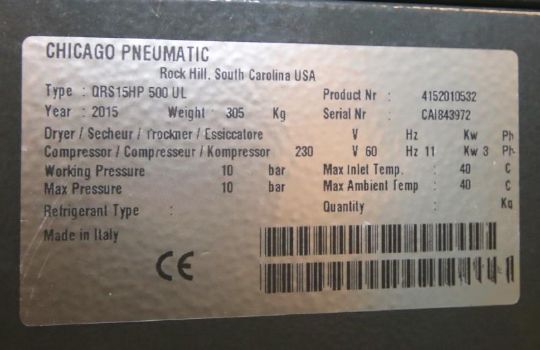 CHICAGO PNEUMATIC
Rock Hill, South Carolina USA
Type : QRS15HP 500 UL Product Nr : 4152010532
Year : 2015 Weight : 305 Kg Serial Nr : CAI843972
Dryer / Secheur / Trockner / Essiccatore V Hz Kw Ph
Compressor / Compresseur / Kompressor 230 V 60 Hz 11 Kw 3 Ph
Working Pressure 10 bar Max Inlet Temp. : 40 C
Max Pressure 10 bar Max Ambient Temp : 40 C
Refrigerant Type : Quantity : Kg
Made in Italy
CE